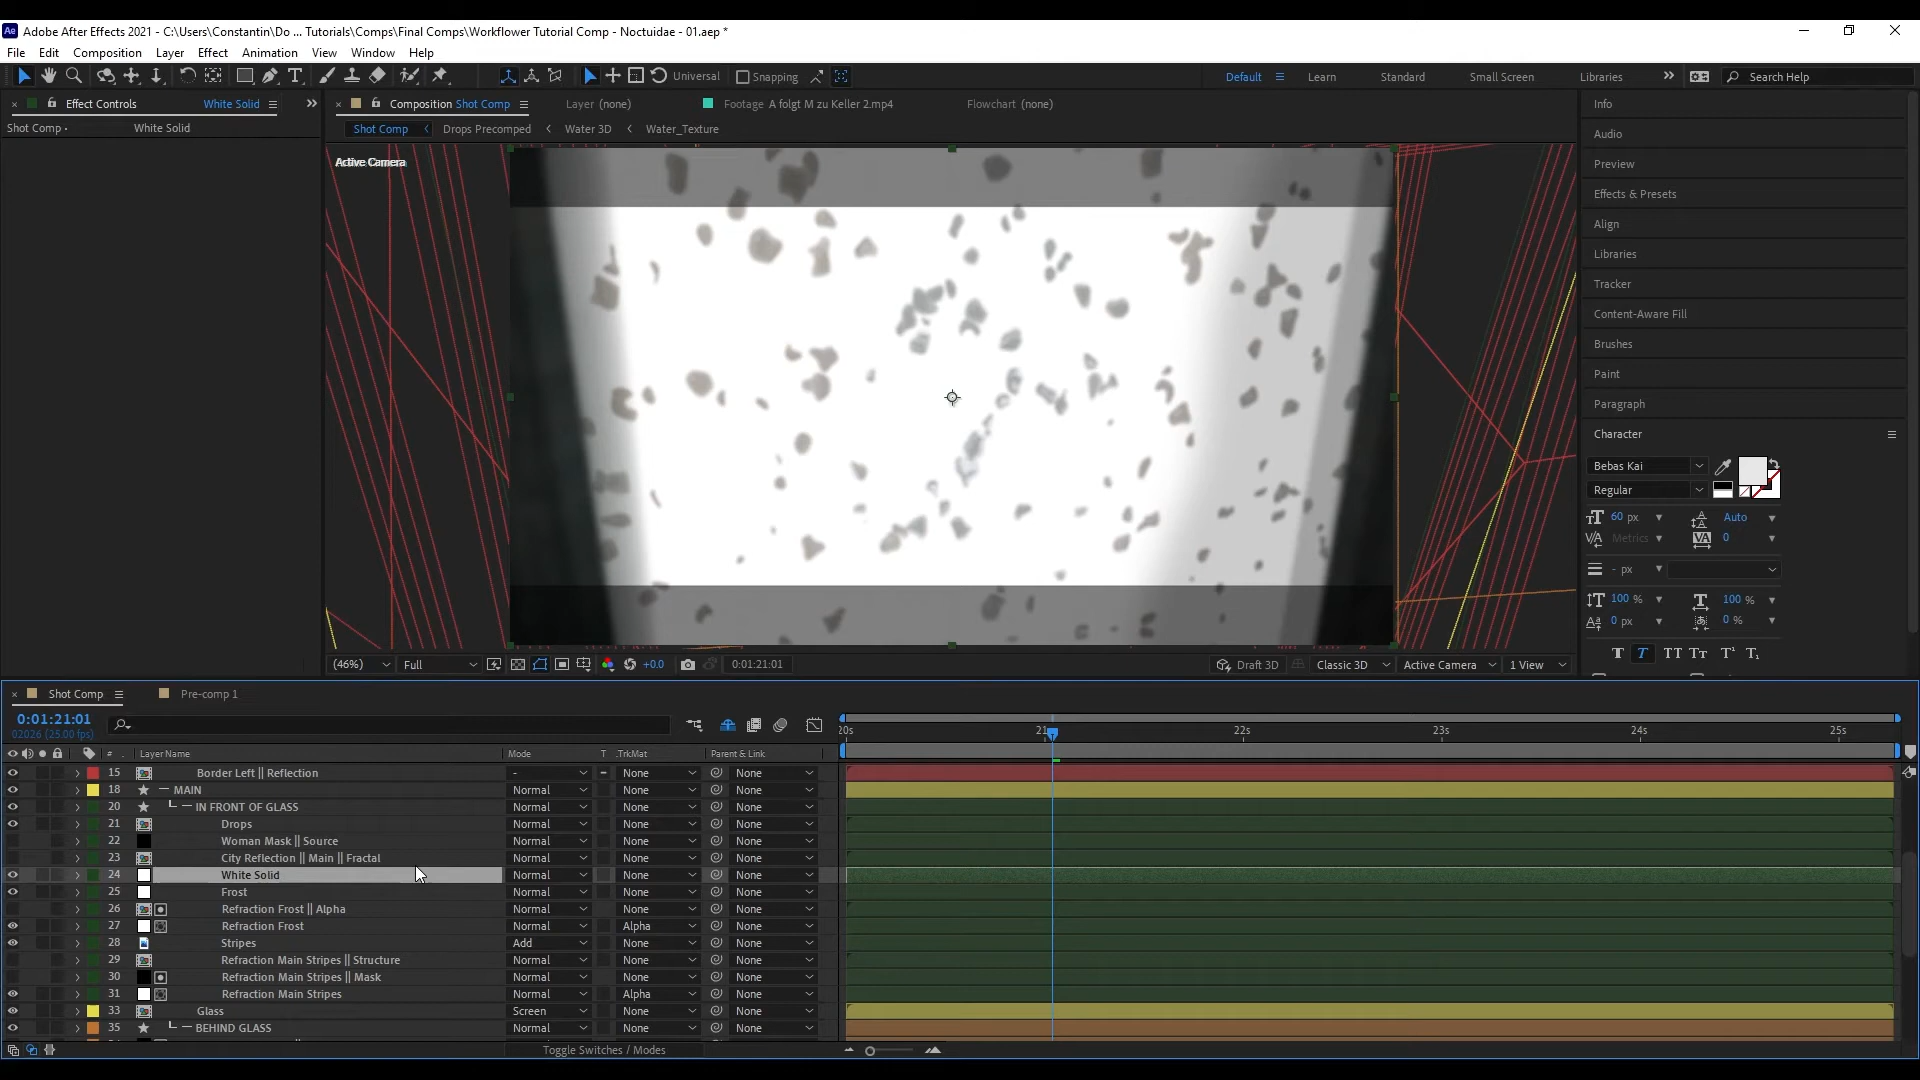 Ae Adobe After Effects 2021 - C:\Users\Constantin\Do ... Tutorials\Comps\Final Comps\Workflower Tutorial Comp - Noctuidae - 01.aep *
File Edit Composition Layer Effect Animation View Window Help
Universal Snapping Default Learn Standard Small Screen Libraries Search Help
Effect Controls White Solid Composition Shot Comp Layer (none) Footage A folgt M zu Keller 2.mp4 Flowchart (none)
Shot Comp · White Solid
Shot Comp Drops Precomped Water 3D Water_Texture
Active Camera
Info
Audio
Preview
Effects & Presets
Align
Libraries
Tracker
Content-Aware Fill
Brushes
Paint
Paragraph
Character
Bebas Kai
Regular
60 px Auto
Metrics 0
- px
100 % 100 %
0 px 0 %
T T TT Tr T¹ T₁
(46%) Full +0.0 0:01:21:01 Draft 3D Classic 3D Active Camera 1 View
Shot Comp Pre-comp 1
0:01:21:01
02026 (25.00 fps)
20s 21s 22s 23s 24s 25s
# Layer Name Mode T .TrkMat Parent & Link
15 Border Left || Reflection - None None
18 MAIN Normal None None
20 IN FRONT OF GLASS Normal None None
21 Drops Normal None None
22 Woman Mask || Source Normal None None
23 City Reflection || Main || Fractal Normal None None
24 White Solid Normal None None
25 Frost Normal None None
26 Refraction Frost || Alpha Normal None None
27 Refraction Frost Normal Alpha None
28 Stripes Add None None
29 Refraction Main Stripes || Structure Normal None None
30 Refraction Main Stripes || Mask Normal None None
31 Refraction Main Stripes Normal Alpha None
33 Glass Screen None None
35 BEHIND GLASS Normal None None
Toggle Switches / Modes